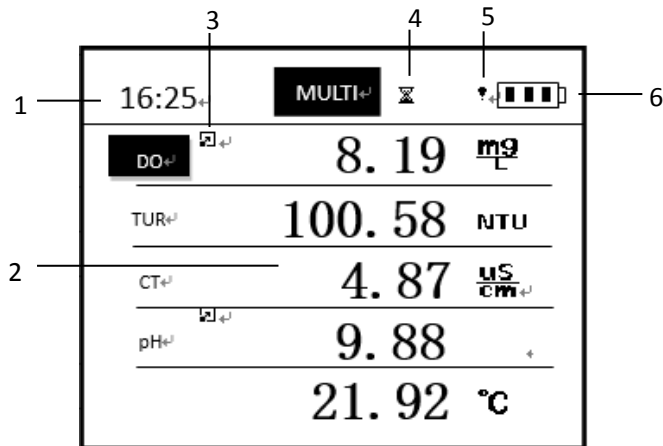 3 4 5
1 16:25 MULTI 6
DO 8.19 mg/L
TUR 100.58 NTU
2 CT 4.87 us/cm
pH 9.88
21.92 ℃